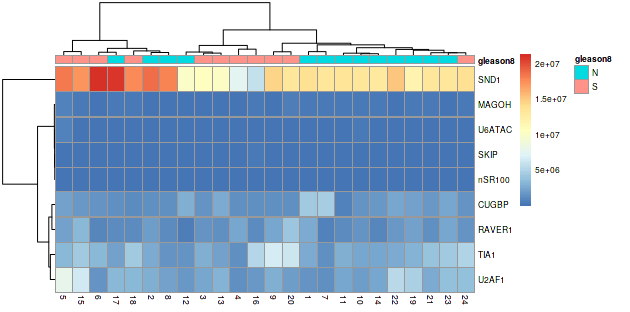 gleason8
SND1
MAGOH
U6ATAC
SKIP
nSR100
CUGBP
RAVER1
TIA1
U2AF1
5 15 6 17 18 2 8 12 3 13 4 16 9 20 1 7 11 10 14 22 19 21 23 24
2e+07
1.5e+07
1e+07
5e+06
gleason8
N
S